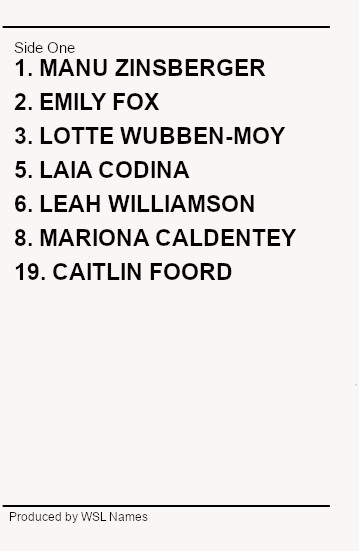 Side One
1. MANU ZINSBERGER
2. EMILY FOX
3. LOTTE WUBBEN-MOY
5. LAIA CODINA
6. LEAH WILLIAMSON
8. MARIONA CALDENTEY
19. CAITLIN FOORD
Produced by WSL Names